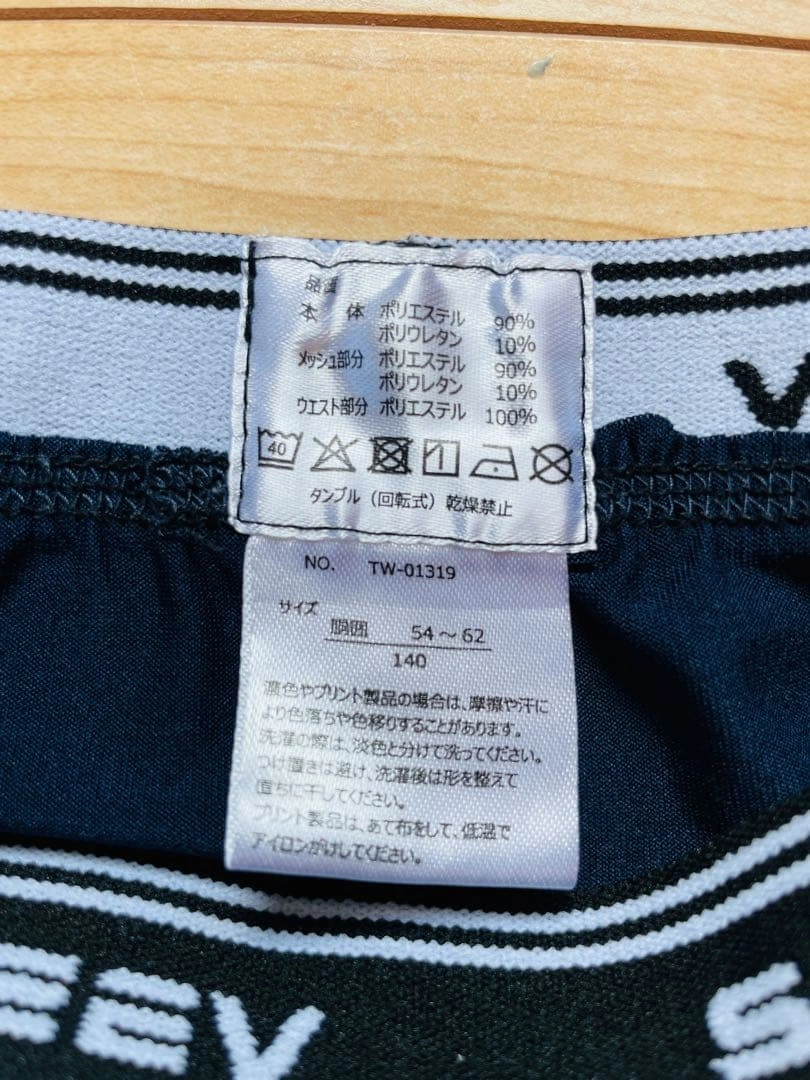 品質
本 体 ポリエステル 90%
ポリウレタン 10%
メッシュ部分 ポリエステル 90%
ポリウレタン 10%
ウエスト部分 ポリエステル 100%
40
タンブル（回転式）乾燥禁止
NO. TW-01319
サイズ
胴囲 54～62
140
濃色やプリント製品の場合は、摩擦や汗に
より色落ちや色移りすることがあります。
洗濯の際は、淡色と分けて洗ってください。
つけ置きは避け、洗濯後は形を整えて
直ちに干してください。
プリント製品は、あて布をして、低温で
アイロンがけしてください。